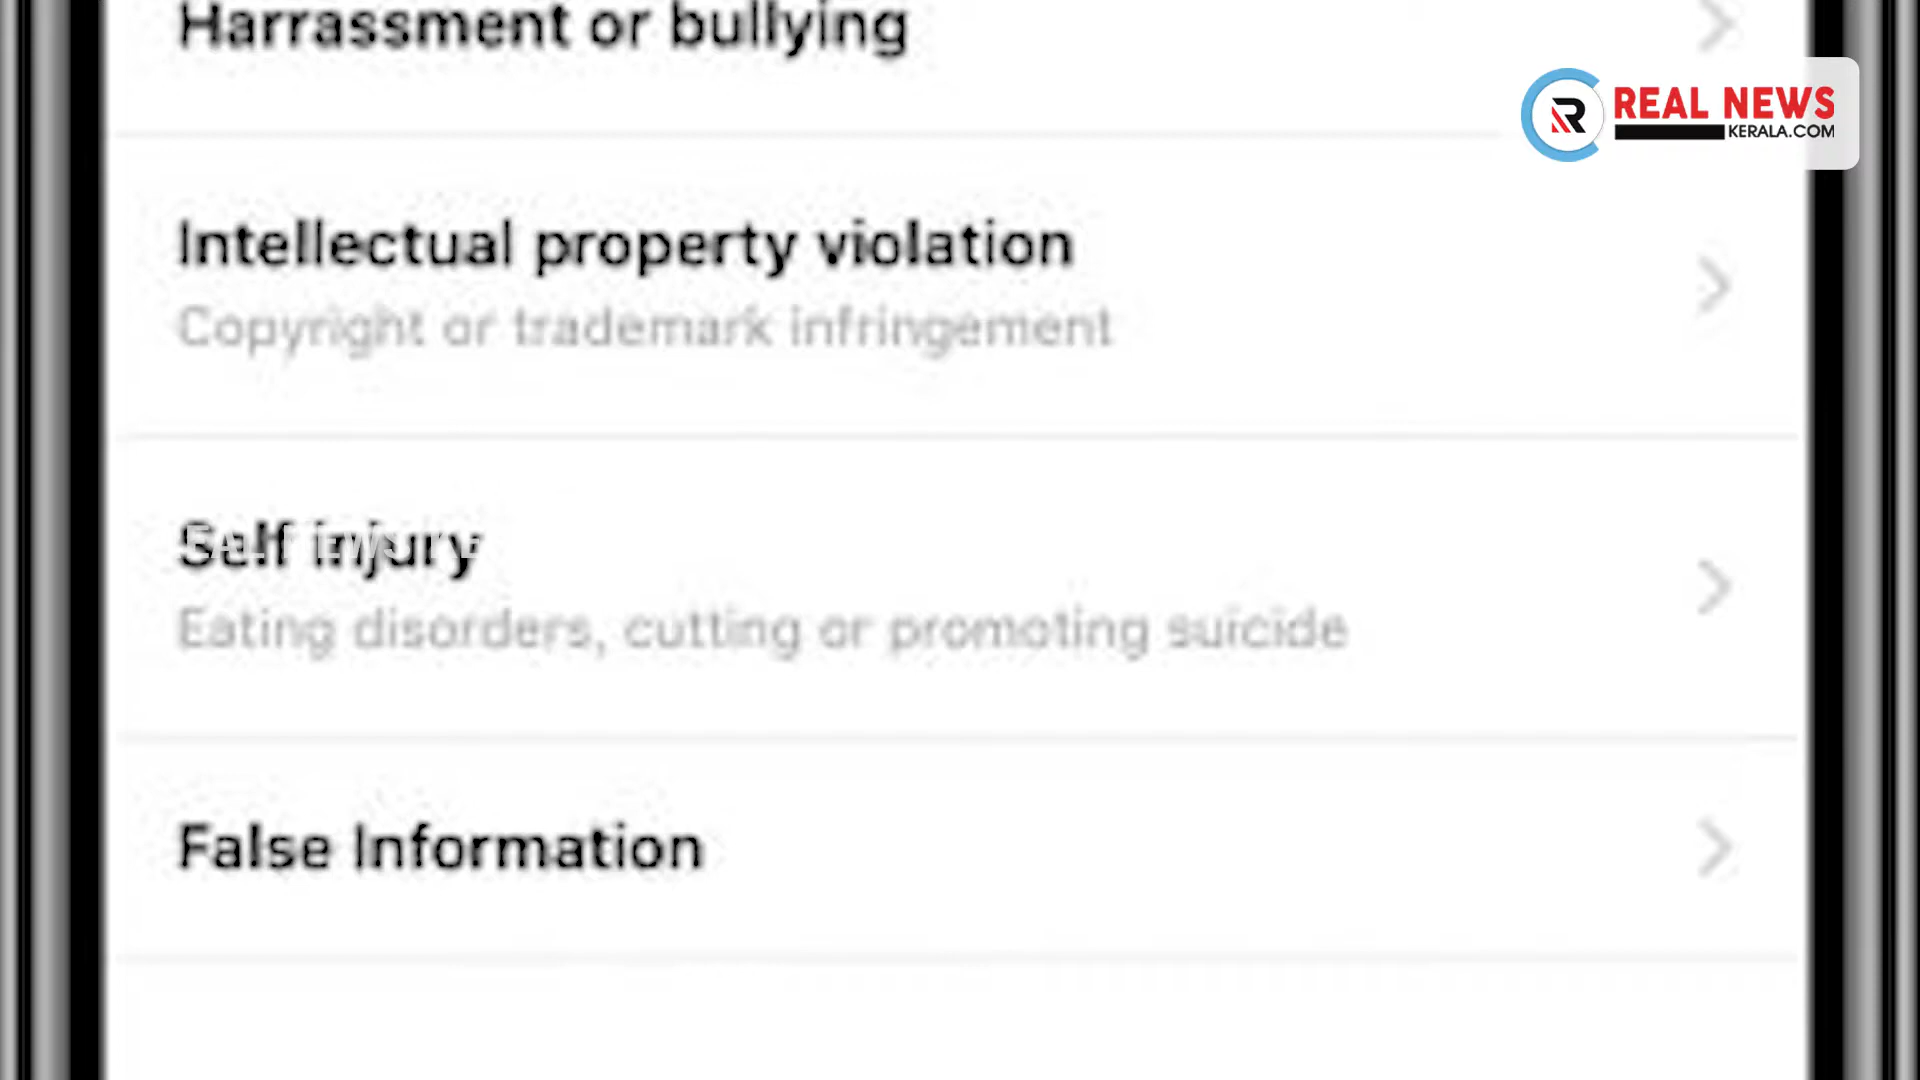 Harrassment or bullying
REAL NEWS
KERALA.COM
Intellectual property violation
Copyright or trademark infringement
Self injury
Eating disorders, cutting or promoting suicide
False Information